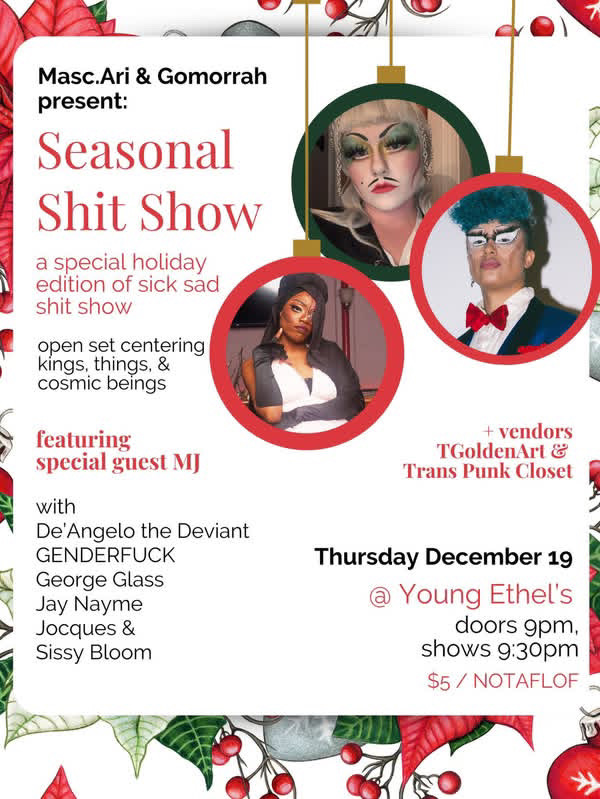 Masc.Ari & Gomorrah
present:
Seasonal
Shit Show
a special holiday
edition of sick sad
shit show
open set centering
kings, things, &
cosmic beings
featuring
special guest MJ
with
De'Angelo the Deviant
GENDERFUCK
George Glass
Jay Nayme
Jocques &
Sissy Bloom
+ vendors
TGoldenArt &
Trans Punk Closet
Thursday December 19
@ Young Ethel's
doors 9pm,
shows 9:30pm
$5 / NOTAFLOF